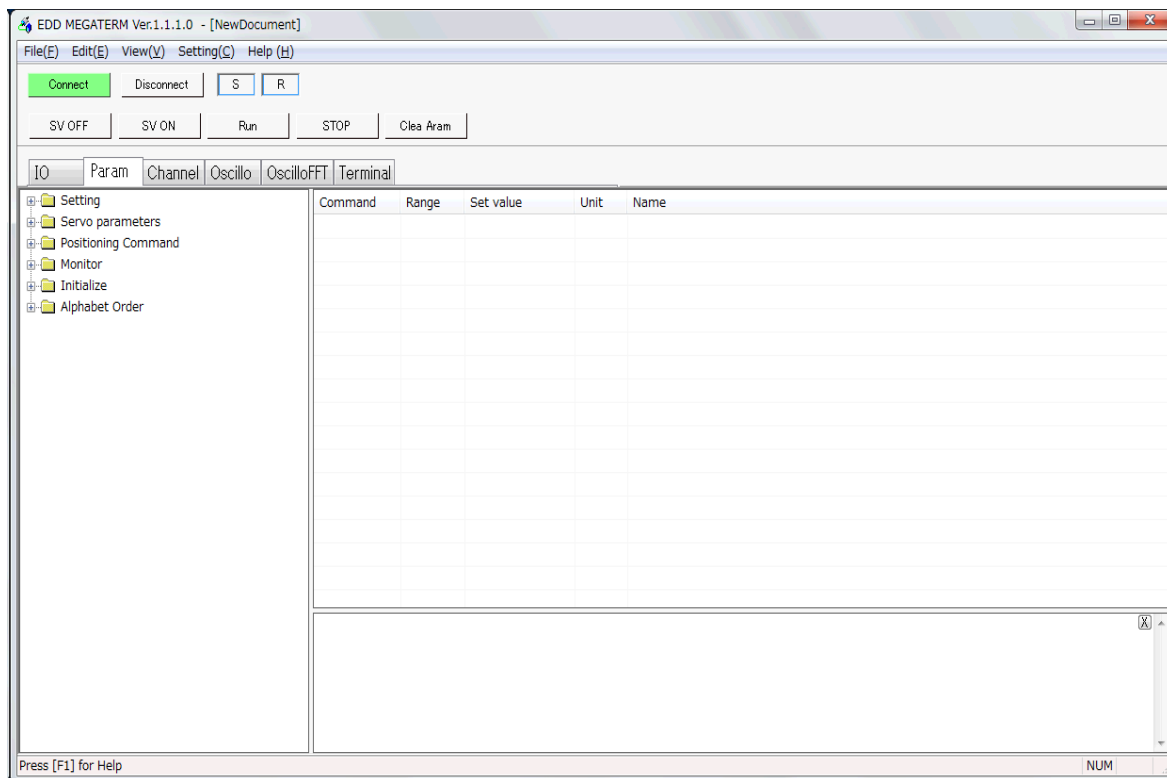 EDD MEGATERM Ver.1.1.1.0 - [NewDocument]
File(F) Edit(E) View(V) Setting(C) Help (H)
Connect Disconnect S R
SV OFF SV ON Run STOP Clea Aram
IO Param Channel Oscillo OscilloFFT Terminal
Setting
Servo parameters
Positioning Command
Monitor
Initialize
Alphabet Order
Command Range Set value Unit Name
X
Press [F1] for Help NUM